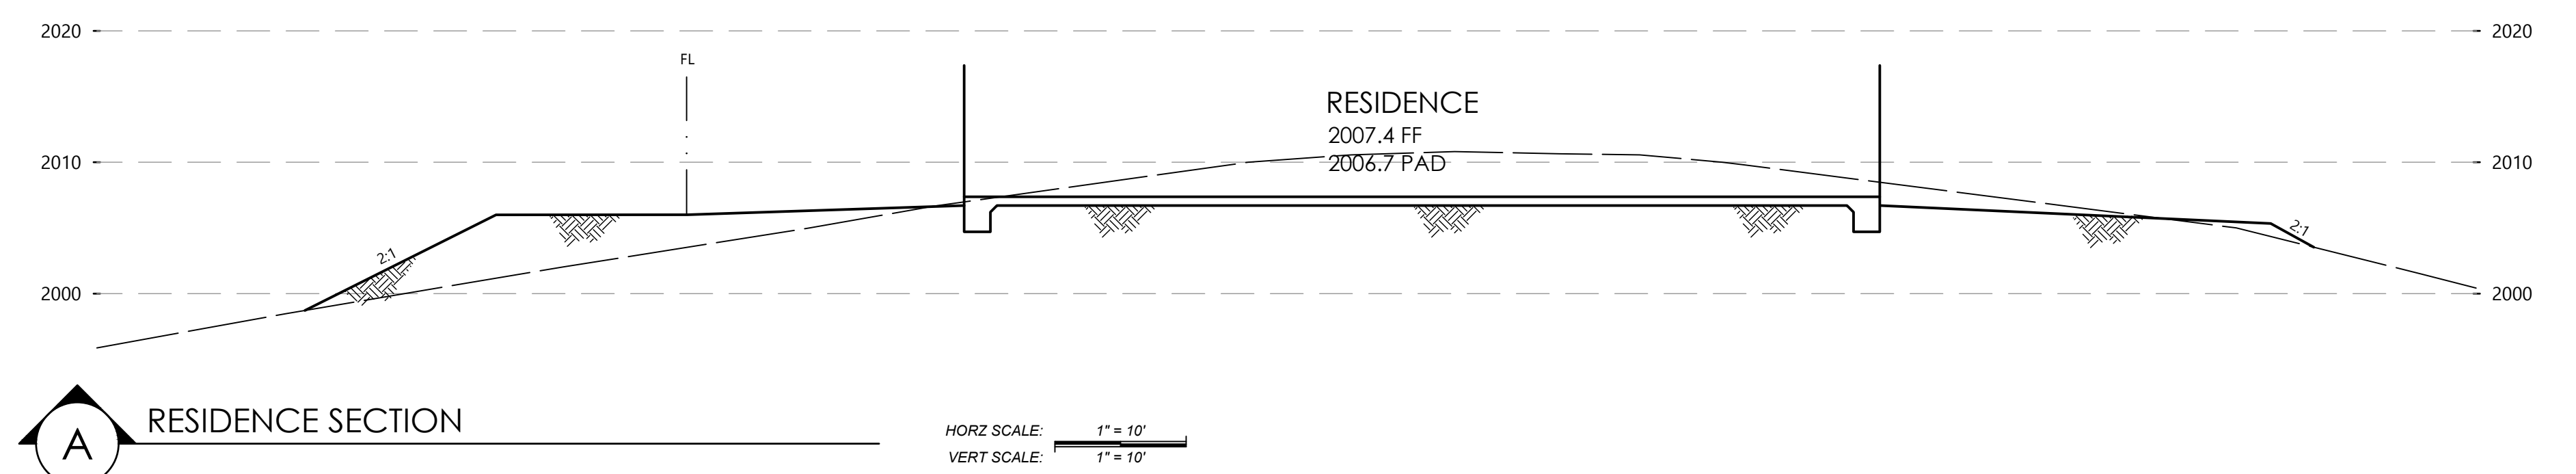 2020
2020
FL
RESIDENCE
2007.4 FF
2010
2006.7 PAD
2010
2:1
2:1
2000
2000
A
RESIDENCE SECTION
HORZ SCALE: 1" = 10'
VERT SCALE: 1" = 10'